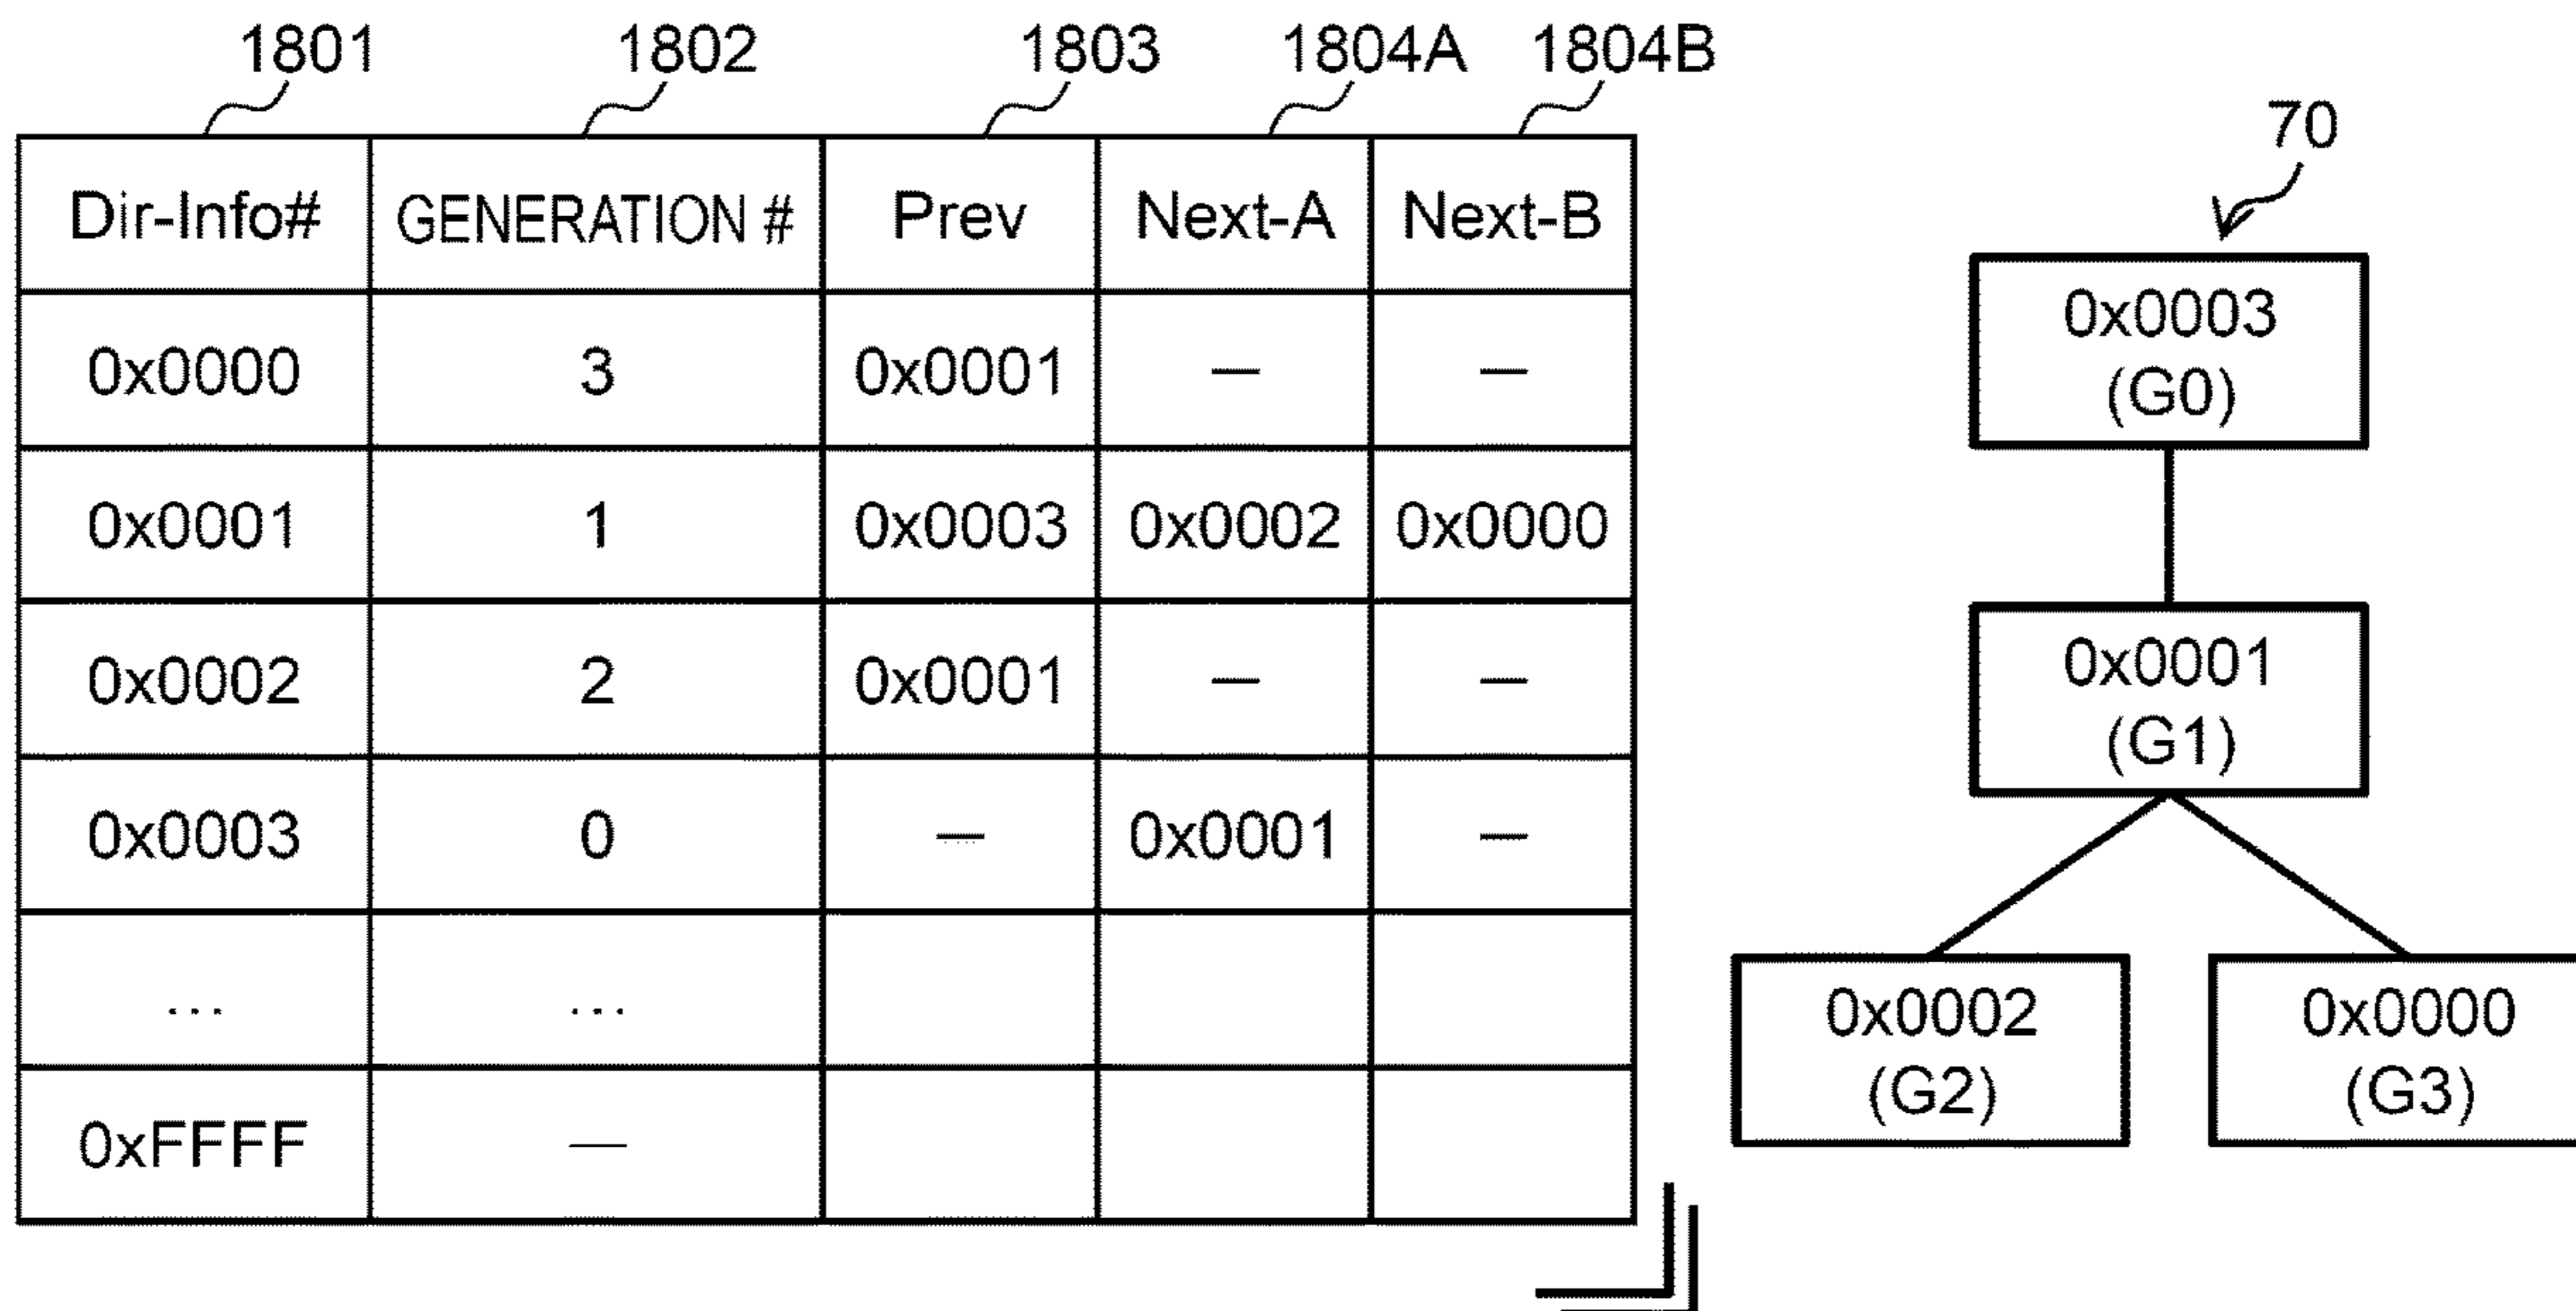 1801 1802 1803 1804A 1804B
Dir-Info# GENERATION # Prev Next-A Next-B
0x0000 3 0x0001 — —
0x0001 1 0x0003 0x0002 0x0000
0x0002 2 0x0001 — —
0x0003 0 — 0x0001 —
... ...
0xFFFF —
70
0x0003
(G0)
0x0001
(G1)
0x0002
(G2)
0x0000
(G3)